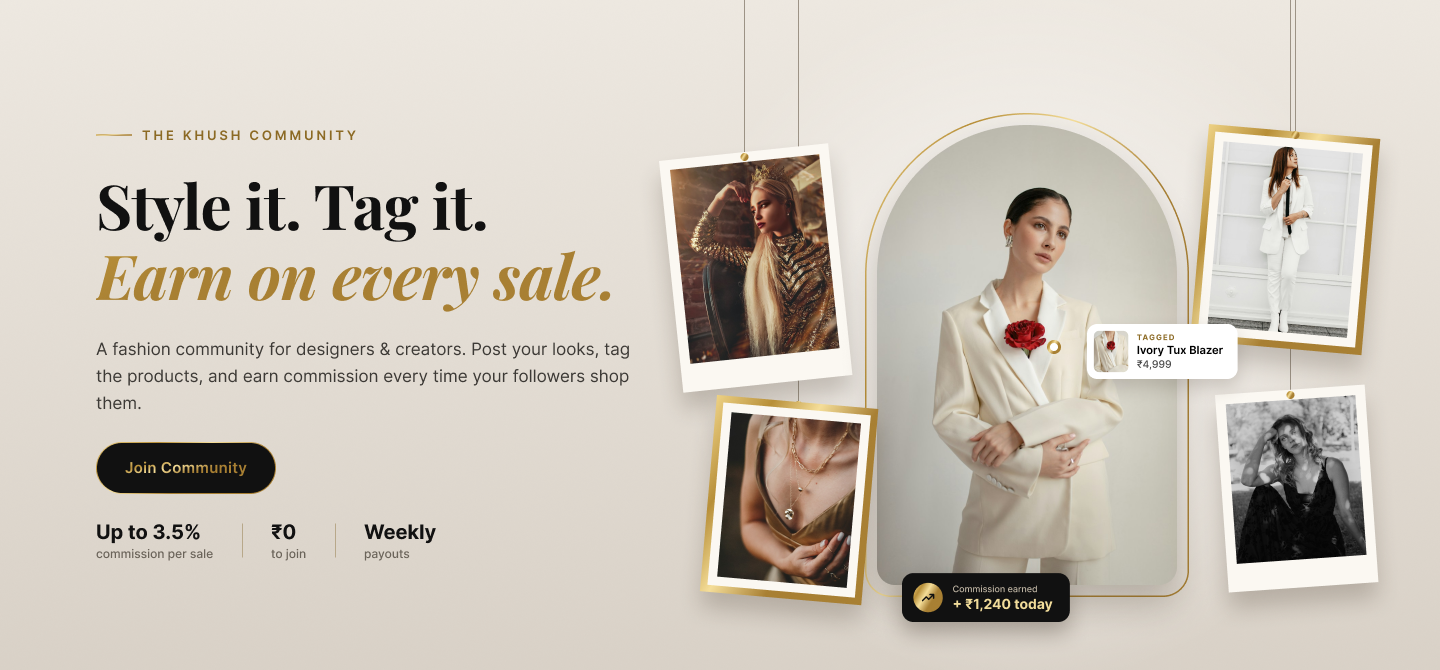 THE KHUSH COMMUNITY
Style it. Tag it.
Earn on every sale.
A fashion community for designers & creators. Post your looks, tag
the products, and earn commission every time your followers shop
them.
Join Community
Up to 3.5%
commission per sale
₹0
to join
Weekly
payouts
TAGGED
Ivory Tux Blazer
₹4,999
Commission earned
+ ₹1,240 today